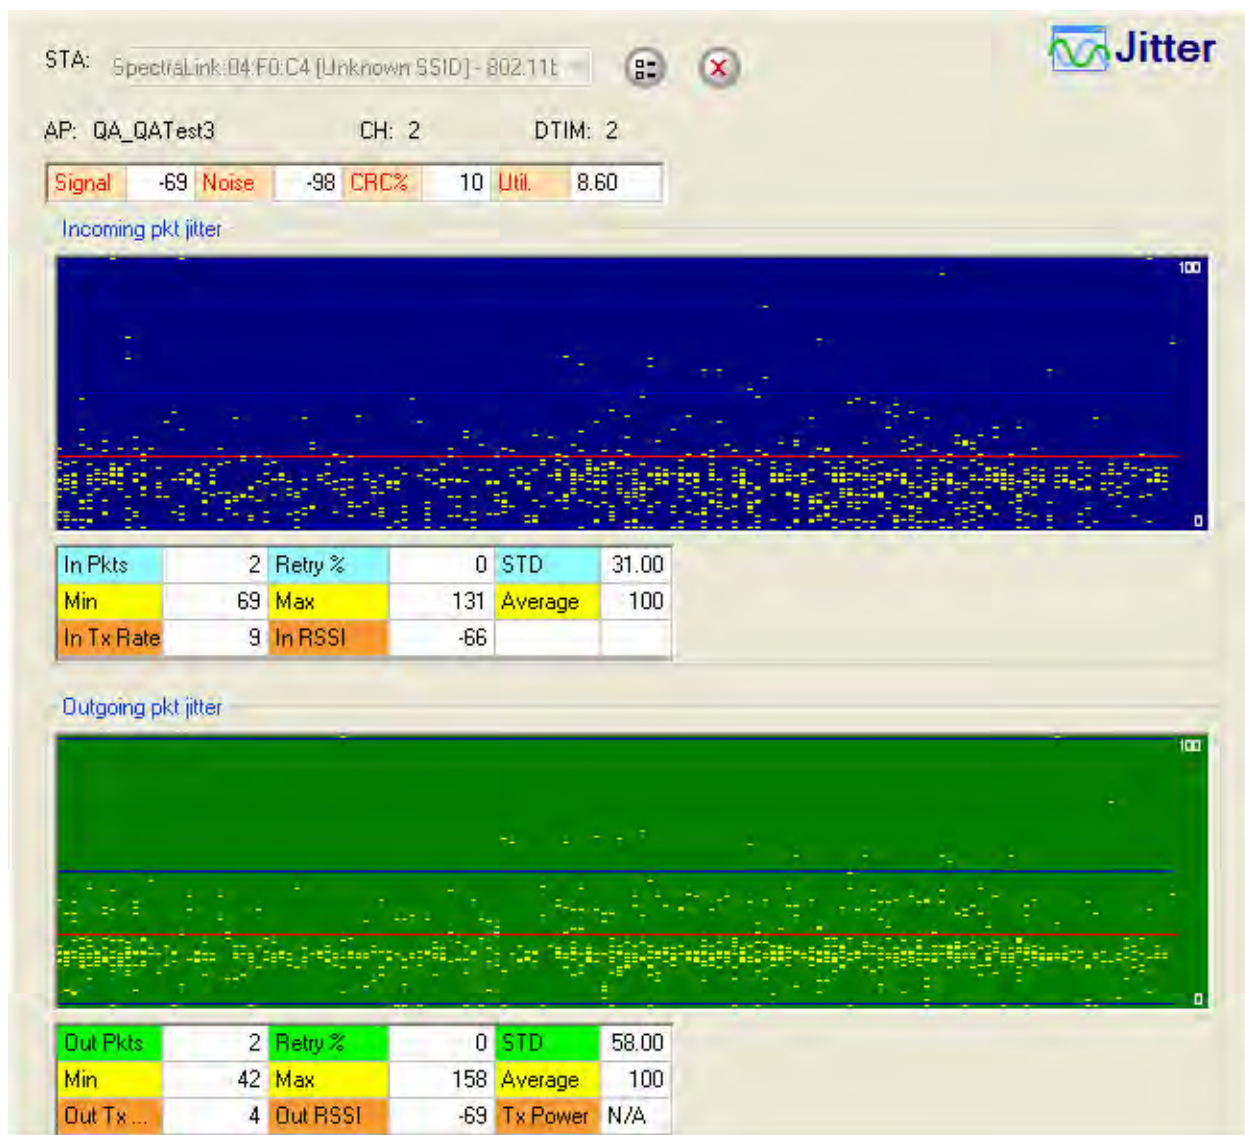 Jitter
STA: SpectraLink:04:F0:C4 [Unknown SSID] - 802.11b
AP: QA_QATest3 CH: 2 DTIM: 2
Signal -69 Noise -98 CRC% 10 Util. 8.60
Incoming pkt jitter
100
0
In Pkts 2 Retry % 0 STD 31.00
Min 69 Max 131 Average 100
In Tx Rate 9 In RSSI -66
Outgoing pkt jitter
100
0
Out Pkts 2 Retry % 0 STD 58.00
Min 42 Max 158 Average 100
Out Tx ... 4 Out RSSI -69 Tx Power N/A